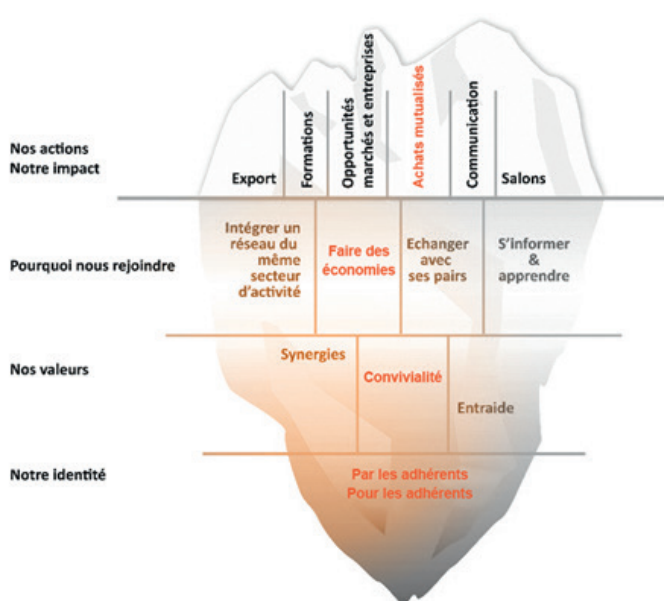 Nos actions
Notre impact
Export
Formations
Opportunités
marchés et entreprises
Achats mutualisés
Communication
Salons
Pourquoi nous rejoindre
Intégrer un
réseau du
même
secteur
d'activité
Faire des
économies
Echanger
avec
ses pairs
S'informer
&
apprendre
Nos valeurs
Synergies
Convivialité
Entraide
Notre identité
Par les adhérents
Pour les adhérents